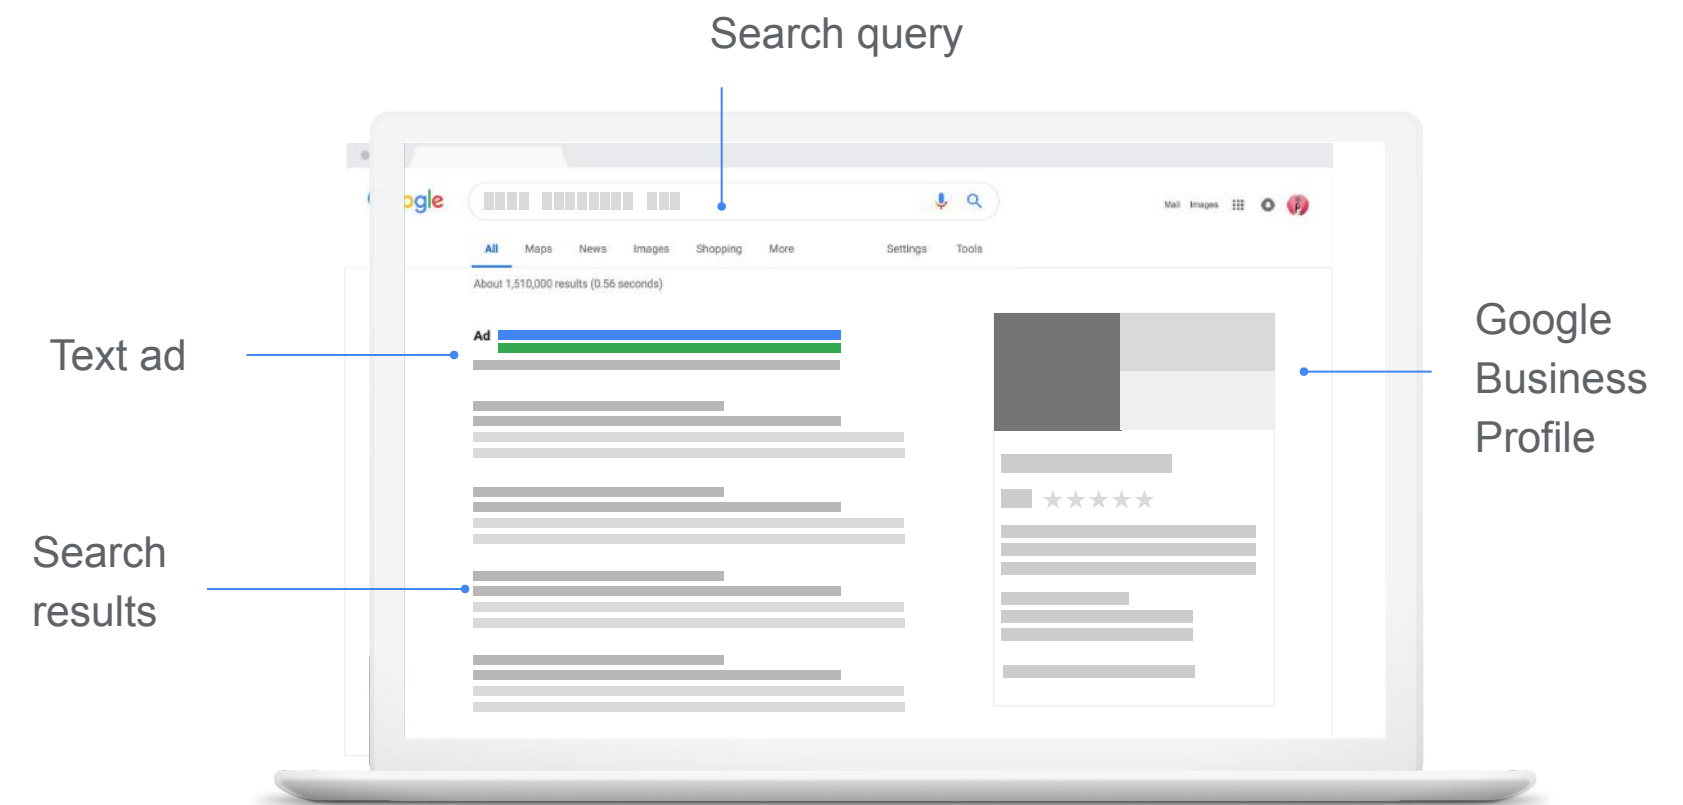 Search query
Google
Mail Images
All Maps News Images Shopping More Settings Tools
About 1,510,000 results (0.56 seconds)
Ad
Text ad
Search
results
Google
Business
Profile